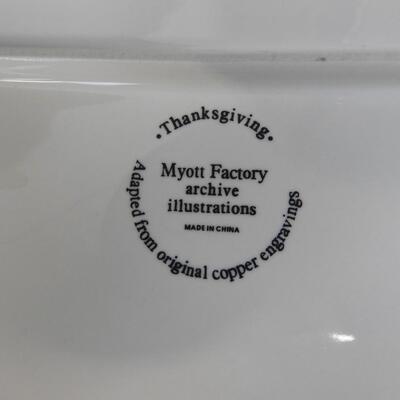 •Thanksgiving•
Myott Factory
archive
illustrations
MADE IN CHINA
Adapted from original copper engravings